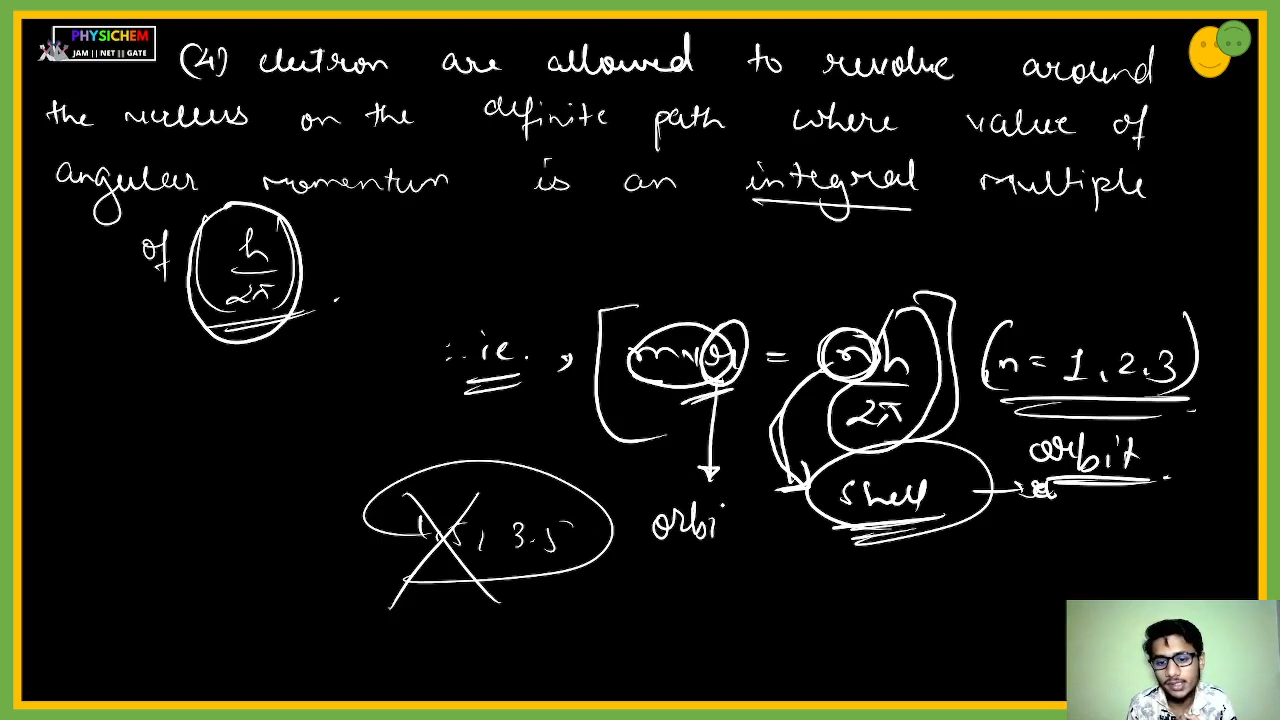 PHYSICHEM
JAM || NET || GATE
(4) electron are allowed to revolve around
the nucleus on the definite path where value of
angular momentum is an integral multiple
of h/2π
∴ ie. , [mvr = nh/2π] (n = 1, 2, 3)
orbit
shell →
1.5, 3.5
orbi